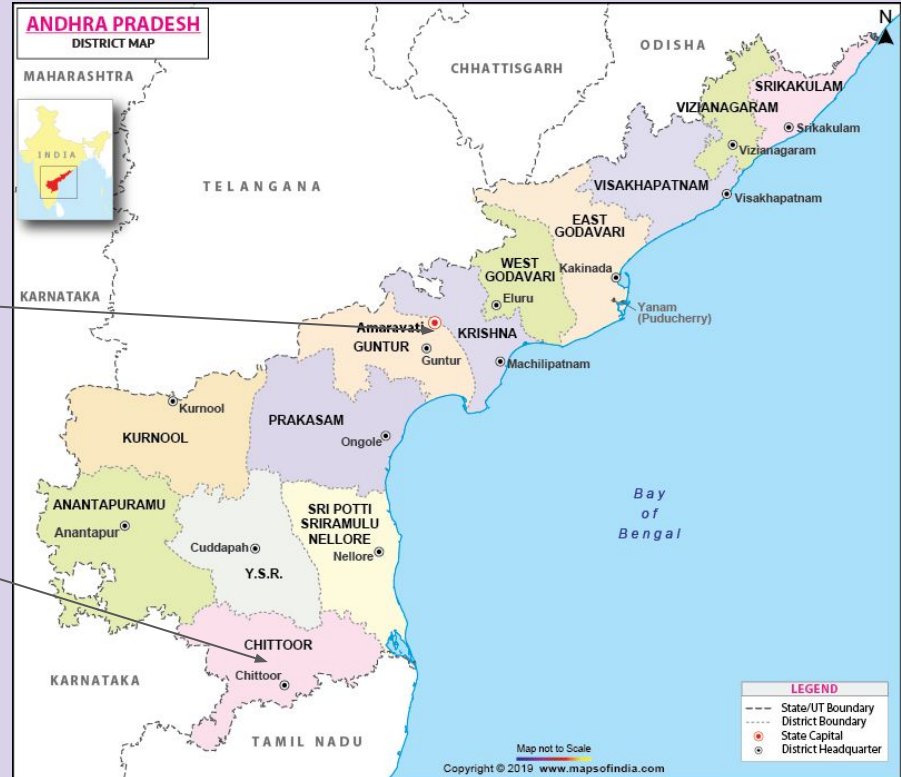 ANDHRA PRADESH
DISTRICT MAP
N
ODISHA
CHHATTISGARH
MAHARASHTRA
SRIKAKULAM
VIZIANAGARAM
Srikakulam
Vizianagaram
INDIA
TELANGANA
VISAKHAPATNAM
Visakhapatnam
EAST
GODAVARI
WEST
GODAVARI
Kakinada
KARNATAKA
Eluru
Yanam
(Puducherry)
Amaravati
KRISHNA
GUNTUR
Guntur
Machilipatnam
Kurnool
PRAKASAM
KURNOOL
Ongole
ANANTAPURAMU
Anantapur
SRI POTTI
SRIRAMULU
NELLORE
Nellore
Bay
of
Bengal
Cuddapah
Y.S.R.
CHITTOOR
Chittoor
KARNATAKA
TAMIL NADU
LEGEND
State/UT Boundary
District Boundary
State Capital
District Headquarter
Map not to Scale
Copyright © 2019 www.mapsofindia.com